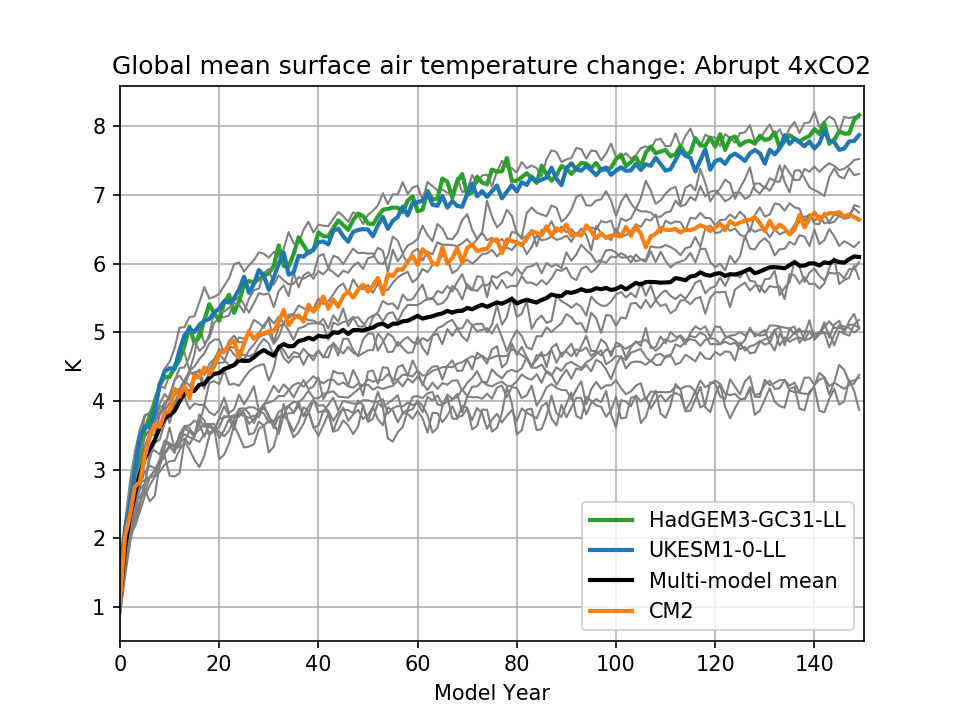 Global mean surface air temperature change: Abrupt 4xCO2
8
7
6
5
4
3
2
1
K
HadGEM3-GC31-LL
UKESM1-0-LL
Multi-model mean
CM2
0 20 40 60 80 100 120 140
Model Year